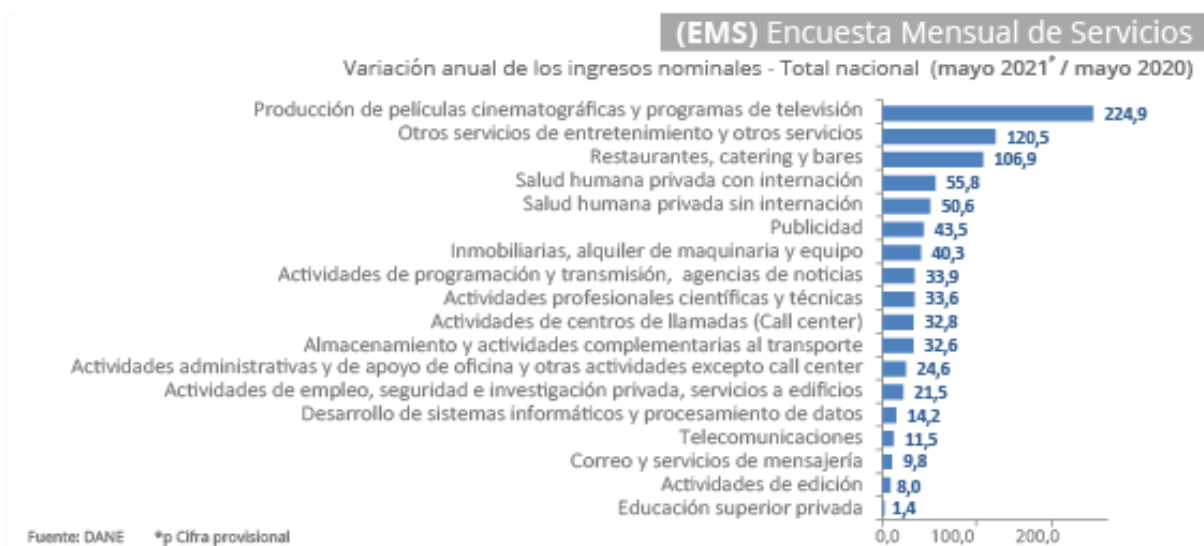 (EMS) Encuesta Mensual de Servicios
Variación anual de los ingresos nominales - Total nacional (mayo 2021p / mayo 2020)
Producción de películas cinematográficas y programas de televisión 224,9
Otros servicios de entretenimiento y otros servicios 120,5
Restaurantes, catering y bares 106,9
Salud humana privada con internación 55,8
Salud humana privada sin internación 50,6
Publicidad 43,5
Inmobiliarias, alquiler de maquinaria y equipo 40,3
Actividades de programación y transmisión, agencias de noticias 33,9
Actividades profesionales científicas y técnicas 33,6
Actividades de centros de llamadas (Call center) 32,8
Almacenamiento y actividades complementarias al transporte 32,6
Actividades administrativas y de apoyo de oficina y otras actividades excepto call center 24,6
Actividades de empleo, seguridad e investigación privada, servicios a edificios 21,5
Desarrollo de sistemas informáticos y procesamiento de datos 14,2
Telecomunicaciones 11,5
Correo y servicios de mensajería 9,8
Actividades de edición 8,0
Educación superior privada 1,4
0,0 100,0 200,0
Fuente: DANE *p Cifra provisional